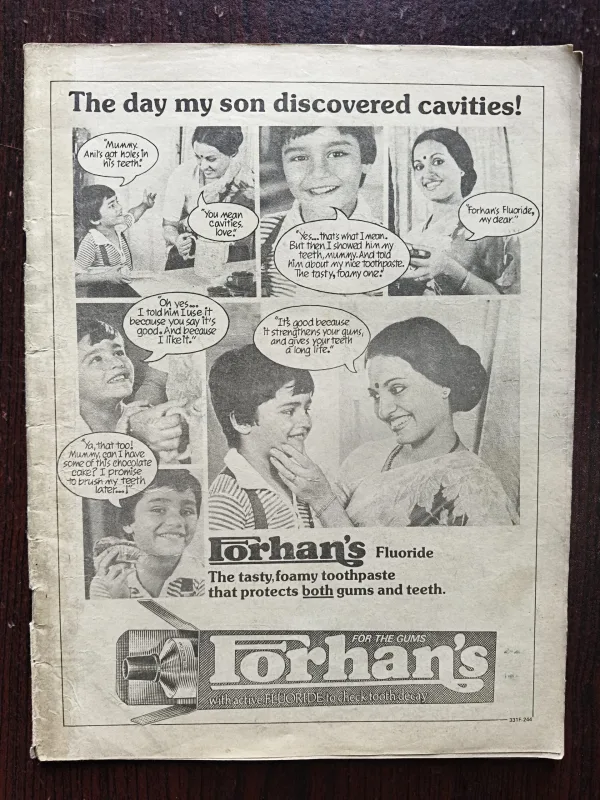 The day my son discovered cavities!
"Mummy.
Anil's got holes in
his teeth."
"You mean
cavities,
love."
"Yes... that's what I mean.
But then I showed him my
teeth, mummy. And told
him about my nice toothpaste.
The tasty, foamy one."
"Forhan's Fluoride,
my dear."
"Oh yes...
I told him I use it
because you say it's
good. And because
I like it."
"It's good because
it strengthens your gums,
and gives your teeth
a long life."
"Ya, that too!
Mummy, can I have
some of this chocolate
cake? I promise
to brush my teeth
later...!"
Forhan's Fluoride
The tasty, foamy toothpaste
that protects both gums and teeth.
FOR THE GUMS
Forhan's
with active FLUORIDE to check tooth decay
331F-244